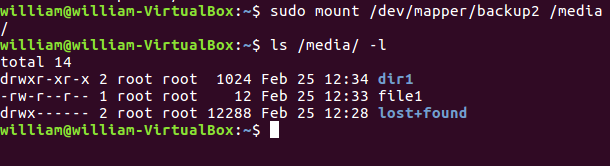 william@william-VirtualBox:~$ sudo mount /dev/mapper/backup2 /media
/
william@william-VirtualBox:~$ ls /media/ -l
total 14
drwxr-xr-x 2 root root  1024 Feb 25 12:34 dir1
-rw-r--r-- 1 root root    12 Feb 25 12:33 file1
drwx------ 2 root root 12288 Feb 25 12:28 lost+found
william@william-VirtualBox:~$